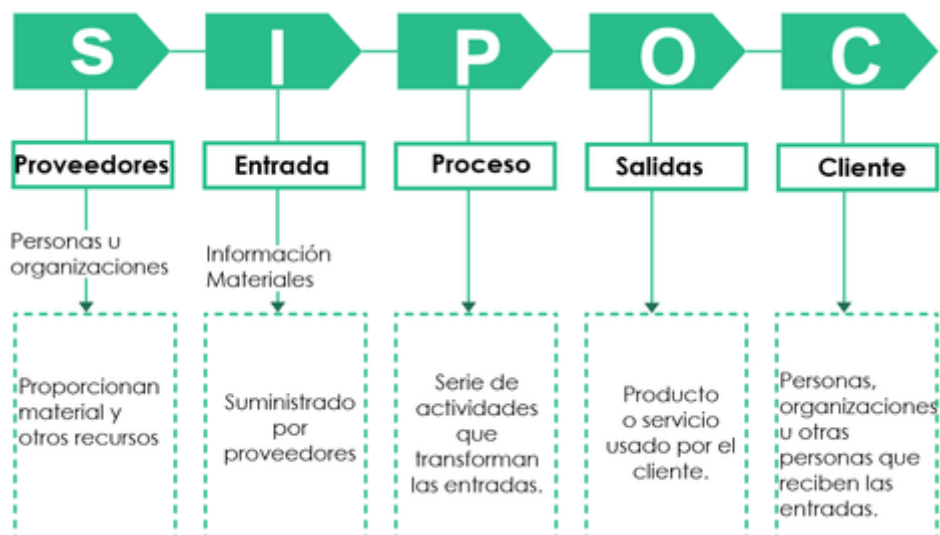 S I P O C
Proveedores
Entrada
Proceso
Salidas
Cliente
Personas u
organizaciones
Información
Materiales
Proporcionan
material y
otros recursos
Suministrado
por
proveedores
Serie de
actividades
que
transforman
las entradas.
Producto
o servicio
usado por el
cliente.
Personas,
organizaciones
u otras
personas que
reciben las
entradas.